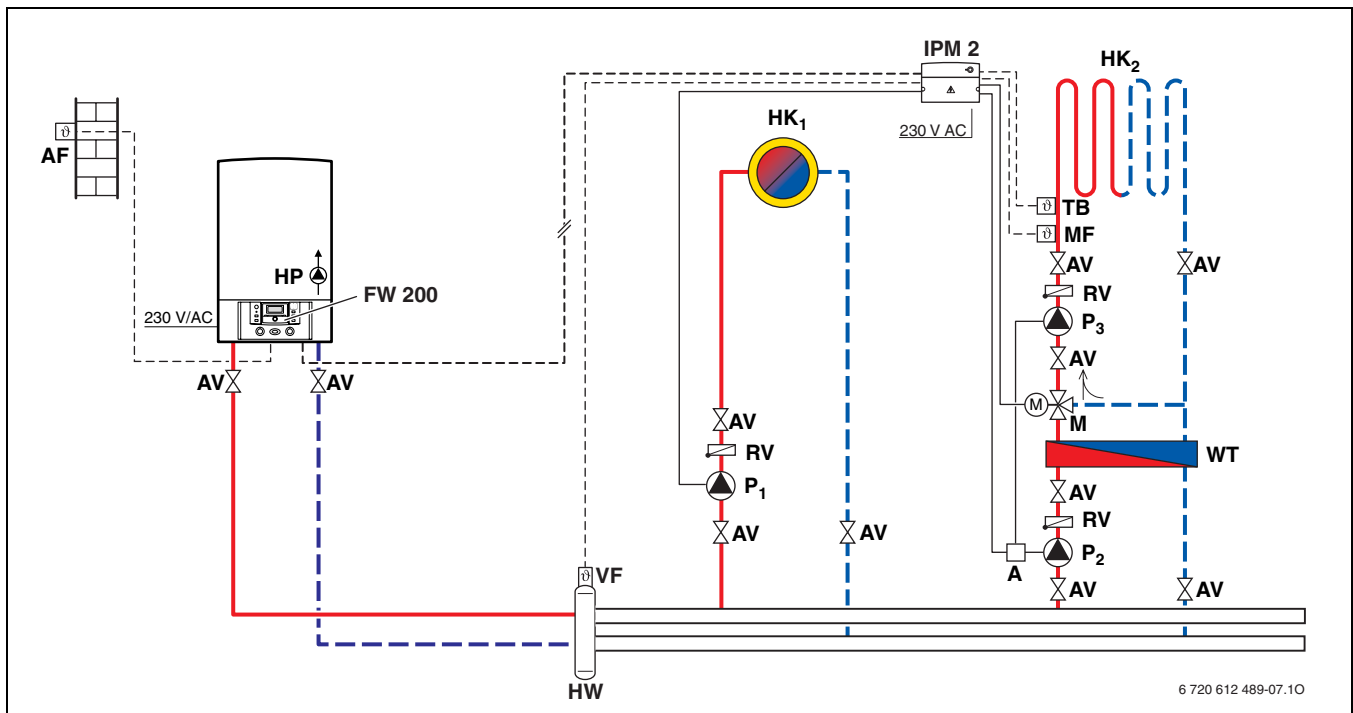 IPM 2
HK2
HK1
230 V AC
ϑ
AF
ϑ TB
ϑ MF
HP
AV
AV
FW 200
RV
230 V/AC
P3
AV
AV
AV
M
M
AV
RV
WT
P1
AV
RV
AV
AV
A
P2
ϑ VF
AV
AV
HW
6 720 612 489-07.1O